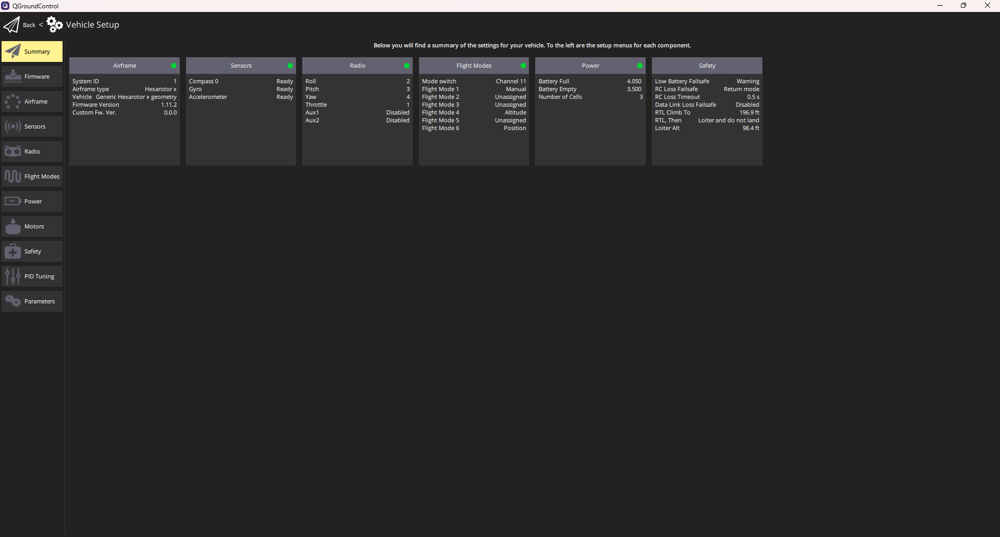 QGroundControl
Back < Vehicle Setup
Below you will find a summary of the settings for your vehicle. To the left are the setup menus for each component.
Summary
Firmware
Airframe
Sensors
Radio
Flight Modes
Power
Motors
Safety
PID Tuning
Parameters
Airframe
System ID 1
Airframe type Hexarotor x
Vehicle Generic Hexarotor x geometry
Firmware Version 1.11.2
Custom Fw. Ver. 0.0.0
Sensors
Compass 0 Ready
Gyro Ready
Accelerometer Ready
Radio
Roll 2
Pitch 3
Yaw 4
Throttle 1
Aux1 Disabled
Aux2 Disabled
Flight Modes
Mode switch Channel 11
Flight Mode 1 Manual
Flight Mode 2 Unassigned
Flight Mode 3 Unassigned
Flight Mode 4 Altitude
Flight Mode 5 Unassigned
Flight Mode 6 Position
Power
Battery Full 4.050
Battery Empty 3.500
Number of Cells 3
Safety
Low Battery Failsafe Warning
RC Loss Failsafe Return mode
RC Loss Timeout 0.5 s
Data Link Loss Failsafe Disabled
RTL Climb To 196.9 ft
RTL, Then Loiter and do not land
Loiter Alt 98.4 ft